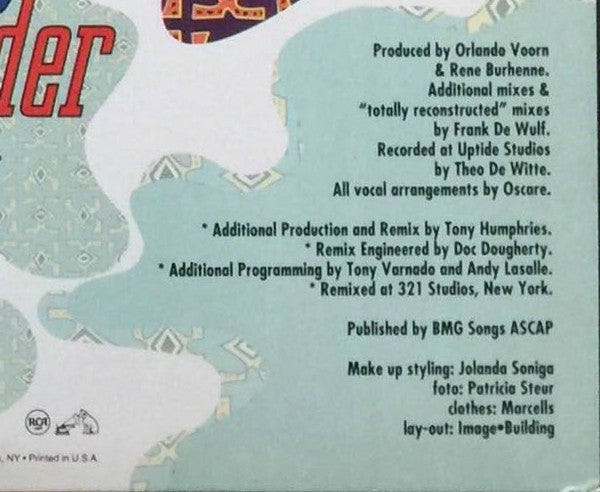 der
Produced by Orlando Voorn
& Rene Burhenne.
Additional mixes &
"totally reconstructed" mixes
by Frank De Wulf.
Recorded at Uptide Studios
by Theo De Witte.
All vocal arrangements by Oscare.
* Additional Production and Remix by Tony Humphries.
* Remix Engineered by Doc Dougherty.
* Additional Programming by Tony Varnado and Andy Lasalle.
* Remixed at 321 Studios, New York.
Published by BMG Songs ASCAP
Make up styling: Jolanda Soniga
foto: Patricia Steur
clothes: Marcells
lay-out: Image•Building
RCA
, NY • Printed in U.S.A.